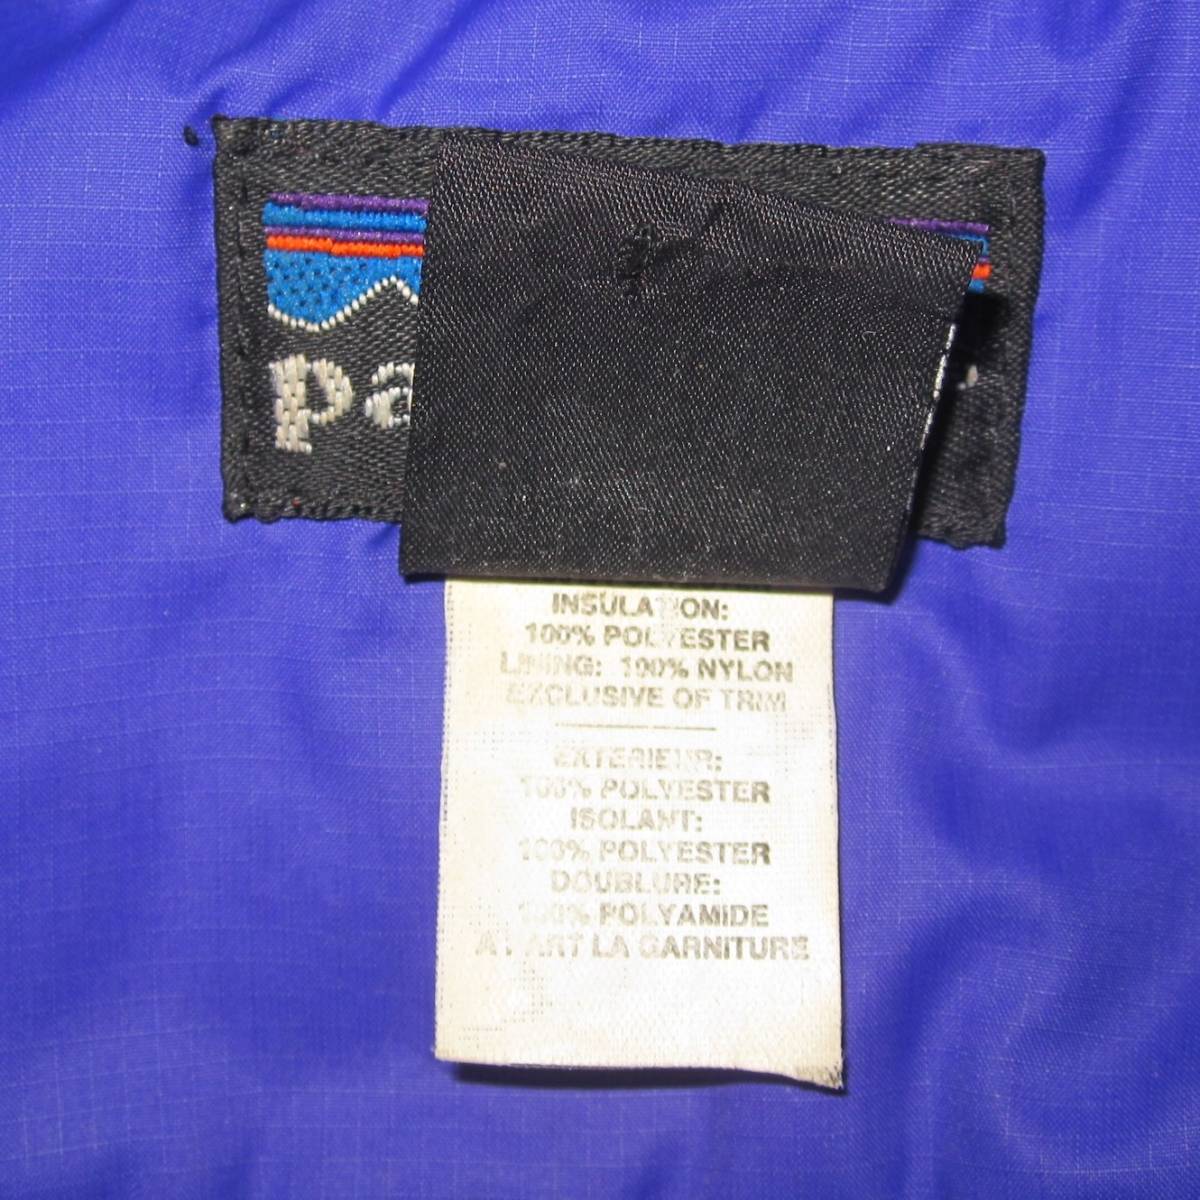 pa
INSULATION:
100% POLYESTER
LINING: 100% NYLON
EXCLUSIVE OF TRIM
EXTERIEUR:
100% POLYESTER
ISOLANT:
100% POLYESTER
DOUBLURE:
100% POLYAMIDE
A PART LA GARNITURE